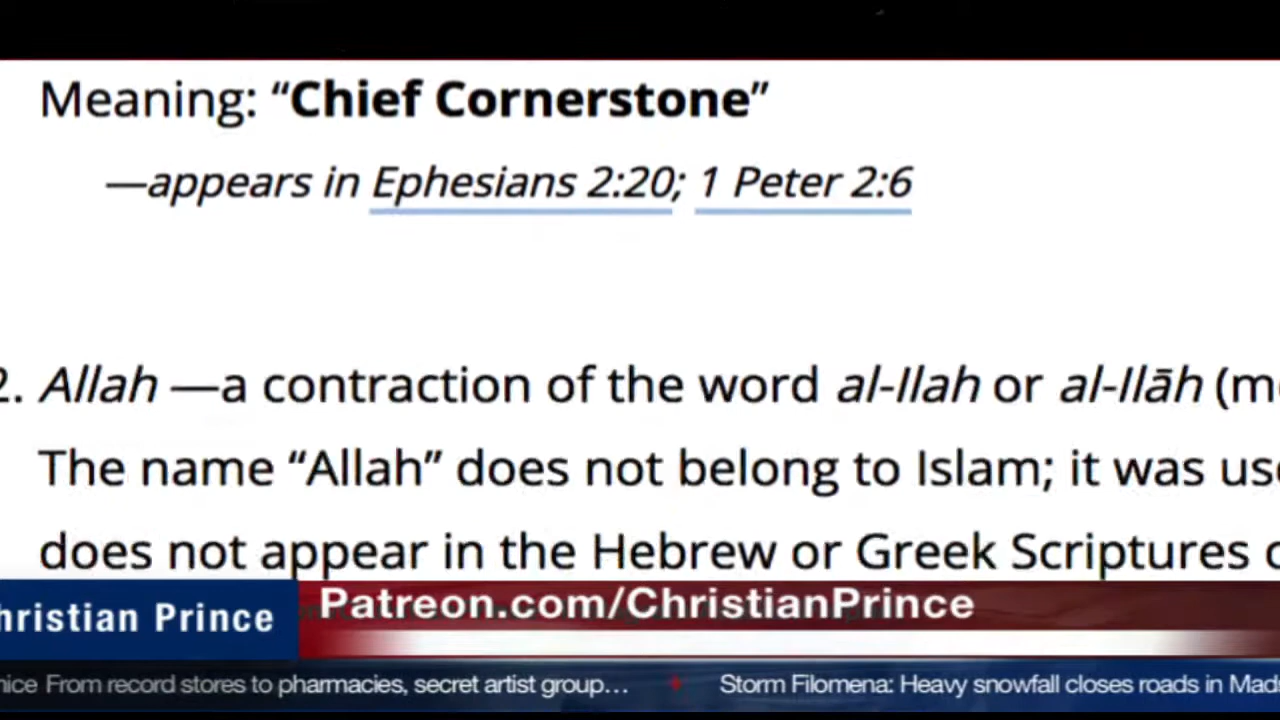 Meaning: “Chief Cornerstone”
—appears in Ephesians 2:20; 1 Peter 2:6
2. Allah —a contraction of the word al-Ilah or al-Ilāh (m
The name “Allah” does not belong to Islam; it was us
does not appear in the Hebrew or Greek Scriptures
hristian Prince
Patreon.com/ChristianPrince
nice From record stores to pharmacies, secret artist group… + Storm Filomena: Heavy snowfall closes roads in Mad